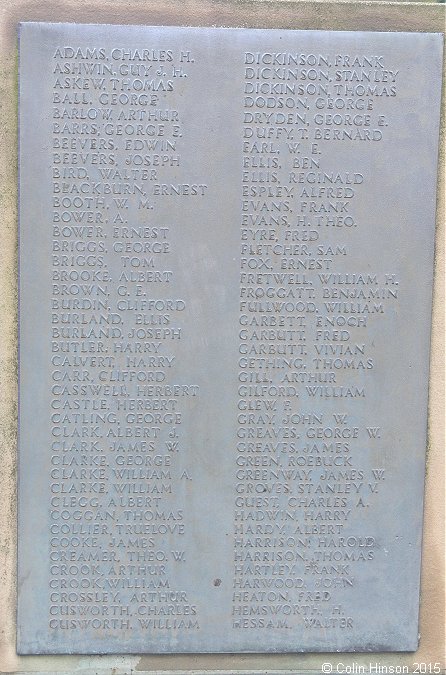 ADAMS, CHARLES H.
ASHWIN, GUY J. H.
ASKEW, THOMAS
BALL, GEORGE
BARLOW, ARTHUR
BARRS, GEORGE E.
BEEVERS, EDWIN
BEEVERS, JOSEPH
BIRD, WALTER
BLACKBURN, ERNEST
BOOTH, W. M.
BOWER, A.
BOWER, ERNEST
BRIGGS, GEORGE
BRIGGS, TOM
BROOKE, ALBERT
BROWN, G. E.
BURDIN, CLIFFORD
BURLAND, ELLIS
BURLAND, JOSEPH
BUTLER, HARRY
CALVERT, HARRY
CARR, CLIFFORD
CASSWELL, HERBERT
CASTLE, HERBERT
CATLING, GEORGE
CLARK, ALBERT J.
CLARK, JAMES W.
CLARKE, GEORGE
CLARKE, WILLIAM A.
CLARKE, WILLIAM
CLEGG, ALBERT
COGGAN, THOMAS
COLLIER, TRUELOVE
COOKE, JAMES
CREAMER, THEO. W.
CROOK, ARTHUR
CROOK, WILLIAM
CROSSLEY, ARTHUR
CUSWORTH, CHARLES
CUSWORTH, WILLIAM
DICKINSON, FRANK
DICKINSON, STANLEY
DICKINSON, THOMAS
DODSON, GEORGE
DRYDEN, GEORGE E.
DUFFY, T. BERNARD
EARL, W. E.
ELLIS, BEN
ELLIS, REGINALD
ESPLEY, ALFRED
EVANS, FRANK
EVANS, H. THEO.
EYRE, FRED
FLETCHER, SAM
FOX, ERNEST
FRETWELL, WILLIAM H.
FROGGATT, BENJAMIN
FULLWOOD, WILLIAM
GARBETT, ENOCH
GARBUTT, FRED
GARBUTT, VIVIAN
GETHING, THOMAS
GILL, ARTHUR
GILFORD, WILLIAM
GLEW, F.
GRAY, JOHN W.
GREAVES, GEORGE W.
GREAVES, JAMES
GREEN, ROEBUCK
GREENWAY, JAMES W.
GROVES, STANLEY V.
GUEST, CHARLES A.
HADWIN, HARRY
HARDY, ALBERT
HARRISON, HAROLD
HARRISON, THOMAS
HARTLEY, FRANK
HARWOOD, JOHN
HEATON, FRED
HEMSWORTH, H.
HESSAM, WALTER
© Colin Hinson 2015